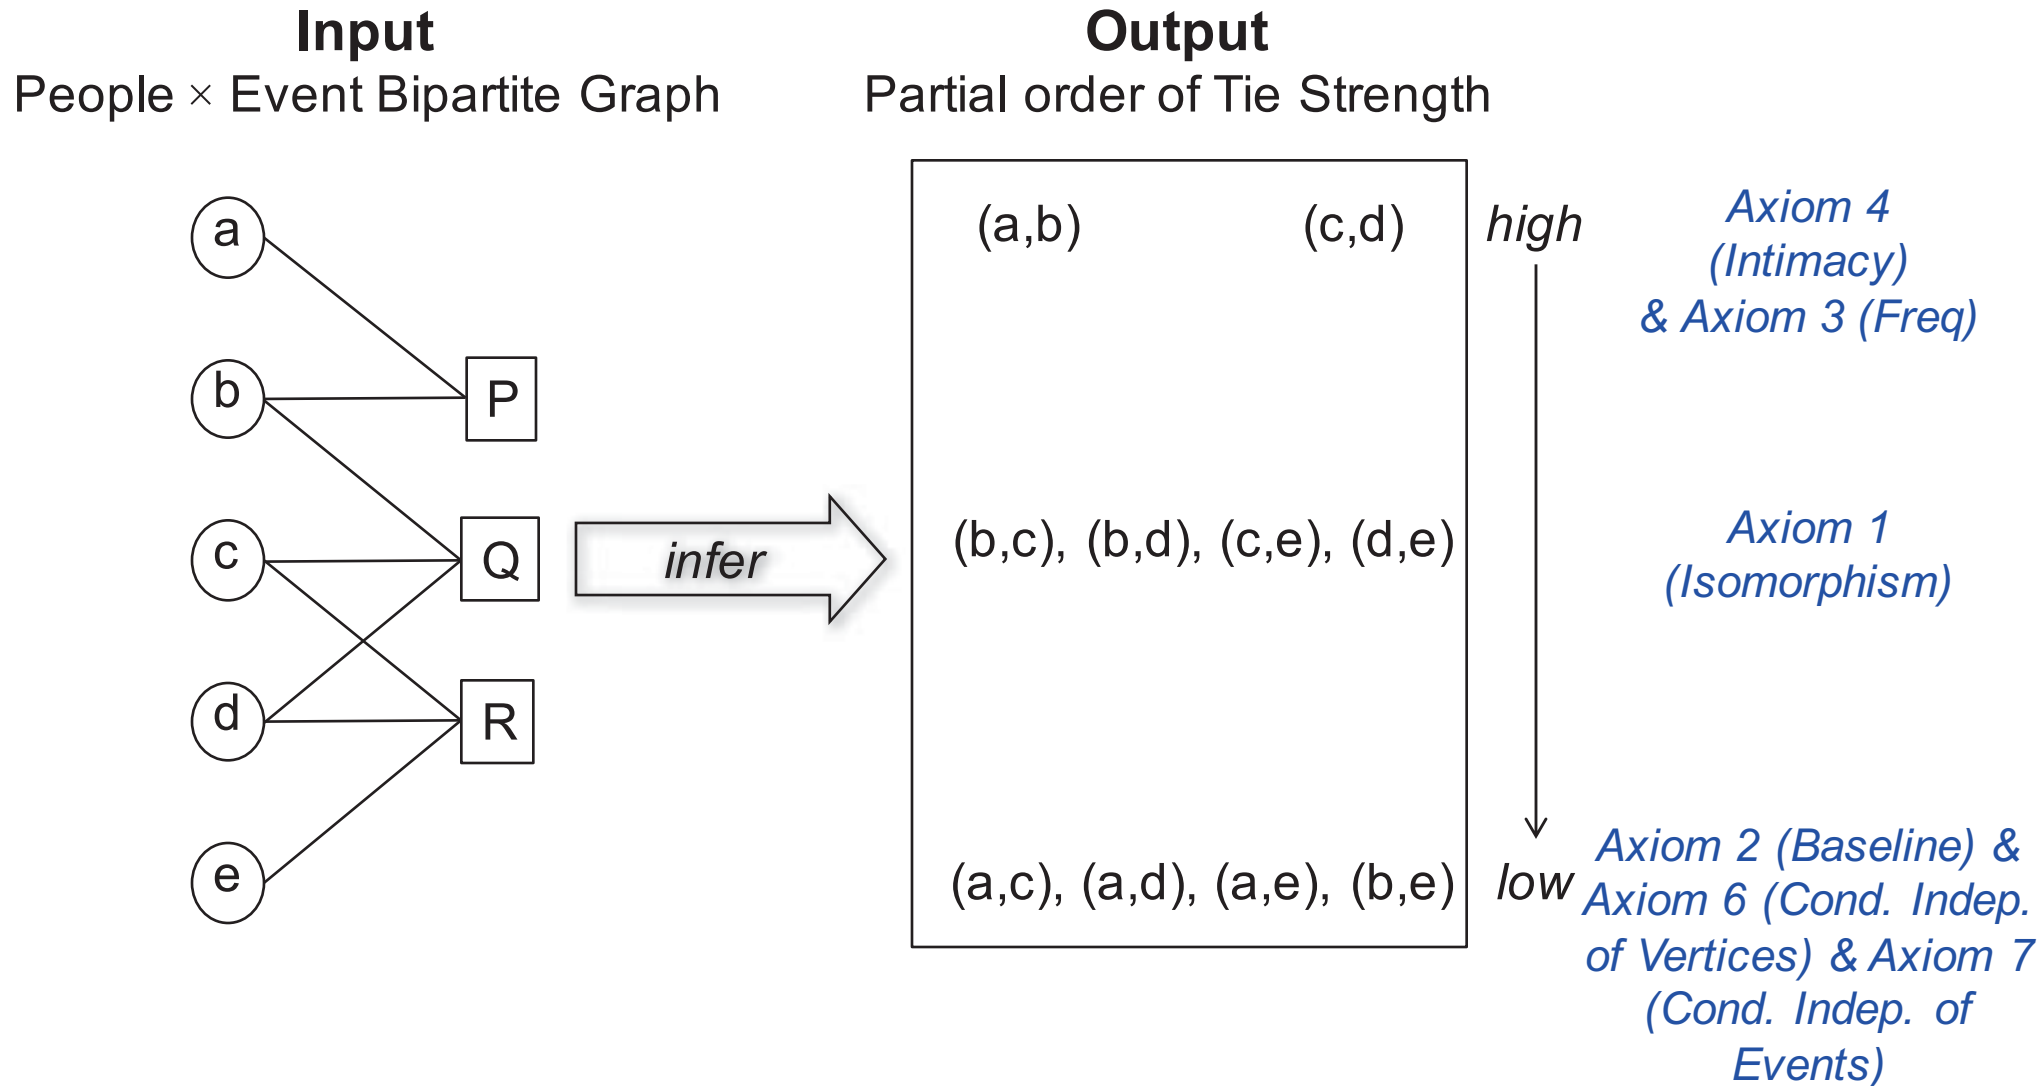 Input
People × Event Bipartite Graph
a
b
c
d
e
P
Q
R
infer
Output
Partial order of Tie Strength
(a,b) (c,d)
(b,c), (b,d), (c,e), (d,e)
(a,c), (a,d), (a,e), (b,e)
high
low
Axiom 4
(Intimacy)
& Axiom 3 (Freq)
Axiom 1
(Isomorphism)
Axiom 2 (Baseline) &
Axiom 6 (Cond. Indep.
of Vertices) & Axiom 7
(Cond. Indep. of
Events)